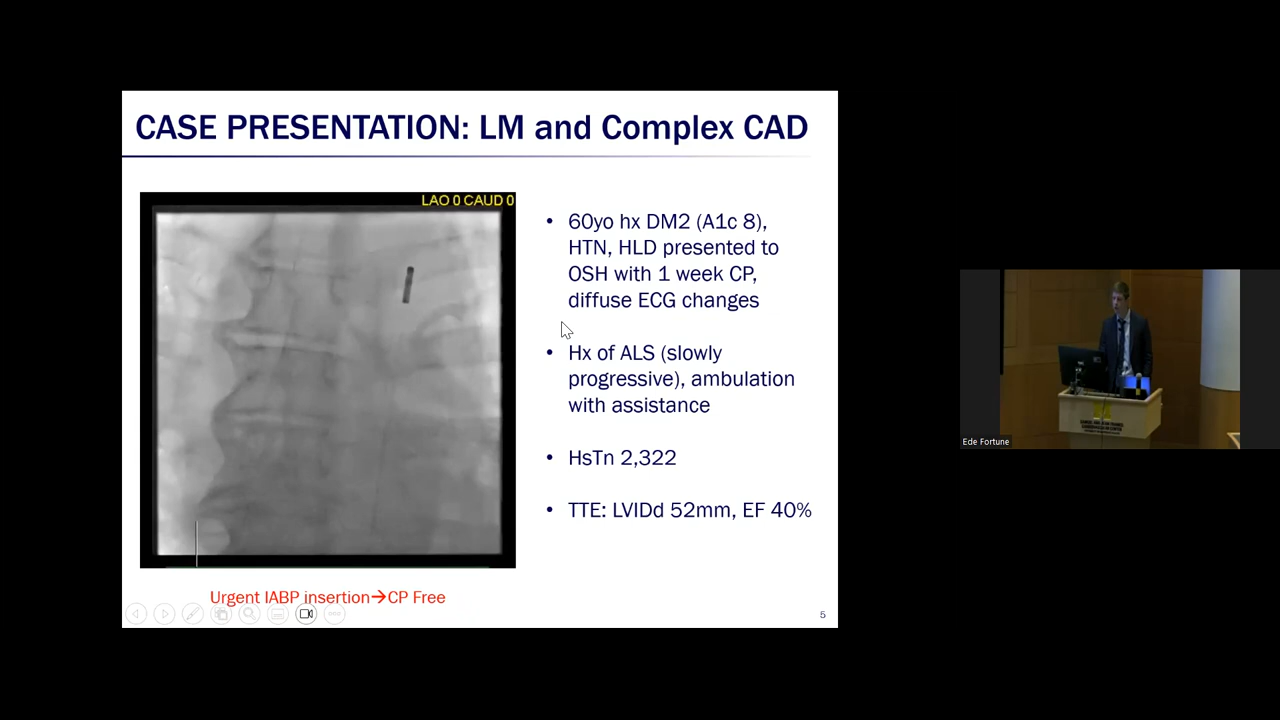 CASE PRESENTATION: LM and Complex CAD
LAO 0 CAUD 0
• 60yo hx DM2 (A1c 8),
HTN, HLD presented to
OSH with 1 week CP,
diffuse ECG changes
• Hx of ALS (slowly
progressive), ambulation
with assistance
• HsTn 2,322
• TTE: LVIDd 52mm, EF 40%
Urgent IABP insertion→CP Free
5
Ede Fortune